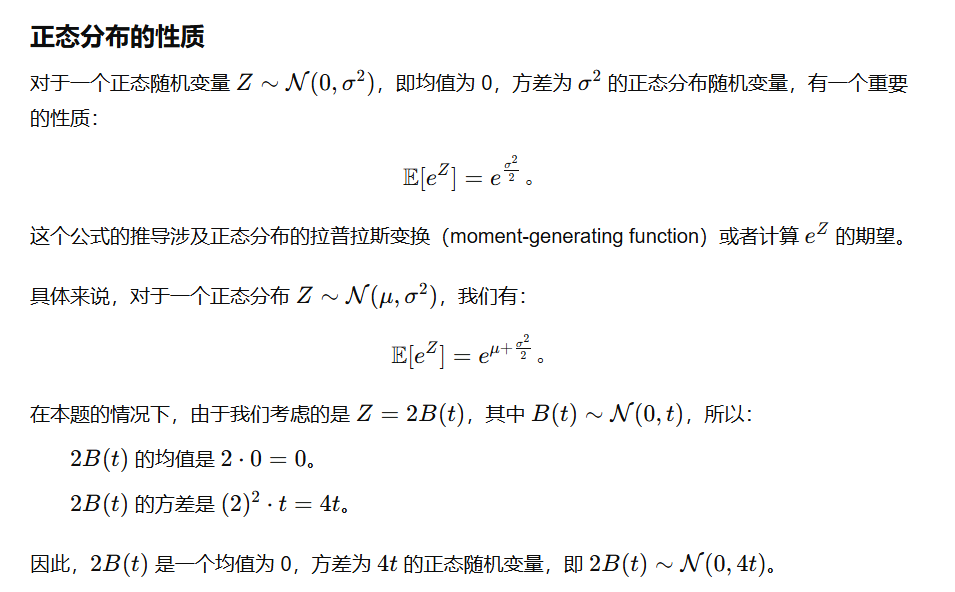 正态分布的性质
对于一个正态随机变量 $Z \sim \mathcal{N}(0, \sigma^2)$，即均值为 0，方差为 $\sigma^2$ 的正态分布随机变量，有一个重要
的性质：
$\mathbb{E}[e^Z] = e^{\frac{\sigma^2}{2}}$。
这个公式的推导涉及正态分布的拉普拉斯变换（moment-generating function）或者计算 $e^Z$ 的期望。
具体来说，对于一个正态分布 $Z \sim \mathcal{N}(\mu, \sigma^2)$，我们有：
$\mathbb{E}[e^Z] = e^{\mu + \frac{\sigma^2}{2}}$。
在本题的情况下，由于我们考虑的是 $Z = 2B(t)$，其中 $B(t) \sim \mathcal{N}(0, t)$，所以：
$2B(t)$ 的均值是 $2 \cdot 0 = 0$。
$2B(t)$ 的方差是 $(2)^2 \cdot t = 4t$。
因此，$2B(t)$ 是一个均值为 0，方差为 $4t$ 的正态随机变量，即 $2B(t) \sim \mathcal{N}(0, 4t)$。